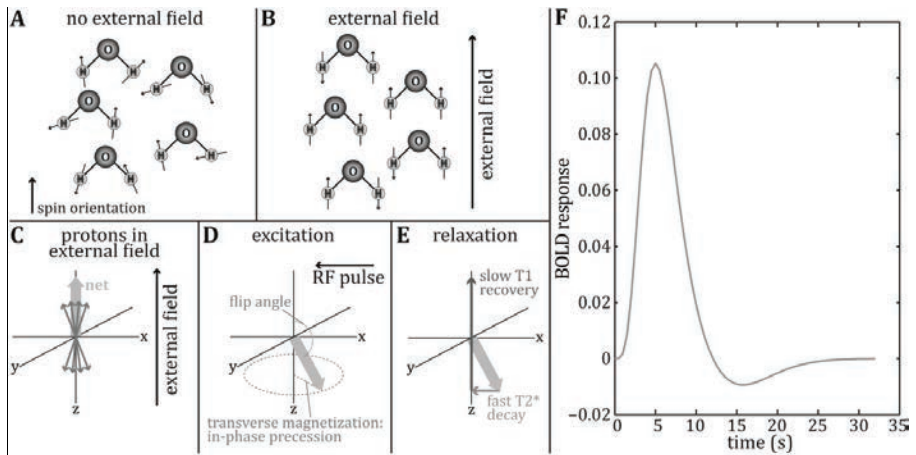 A
no external field
O
H
H
O
H
H
O
H
H
O
H
H
O
H
H
spin orientation
B
external field
O
H
H
O
H
H
O
H
H
O
H
H
O
H
H
external field
C
protons in
external field
net
x
y
z
external field
D
excitation
RF pulse
flip angle
x
y
z
transverse magnetization:
in-phase precession
E
relaxation
slow T1
recovery
x
y
z
fast T2*
decay
F
BOLD response
0.12
0.10
0.08
0.06
0.04
0.02
0
−0.02
0
5
10
15
20
25
30
35
time (s)